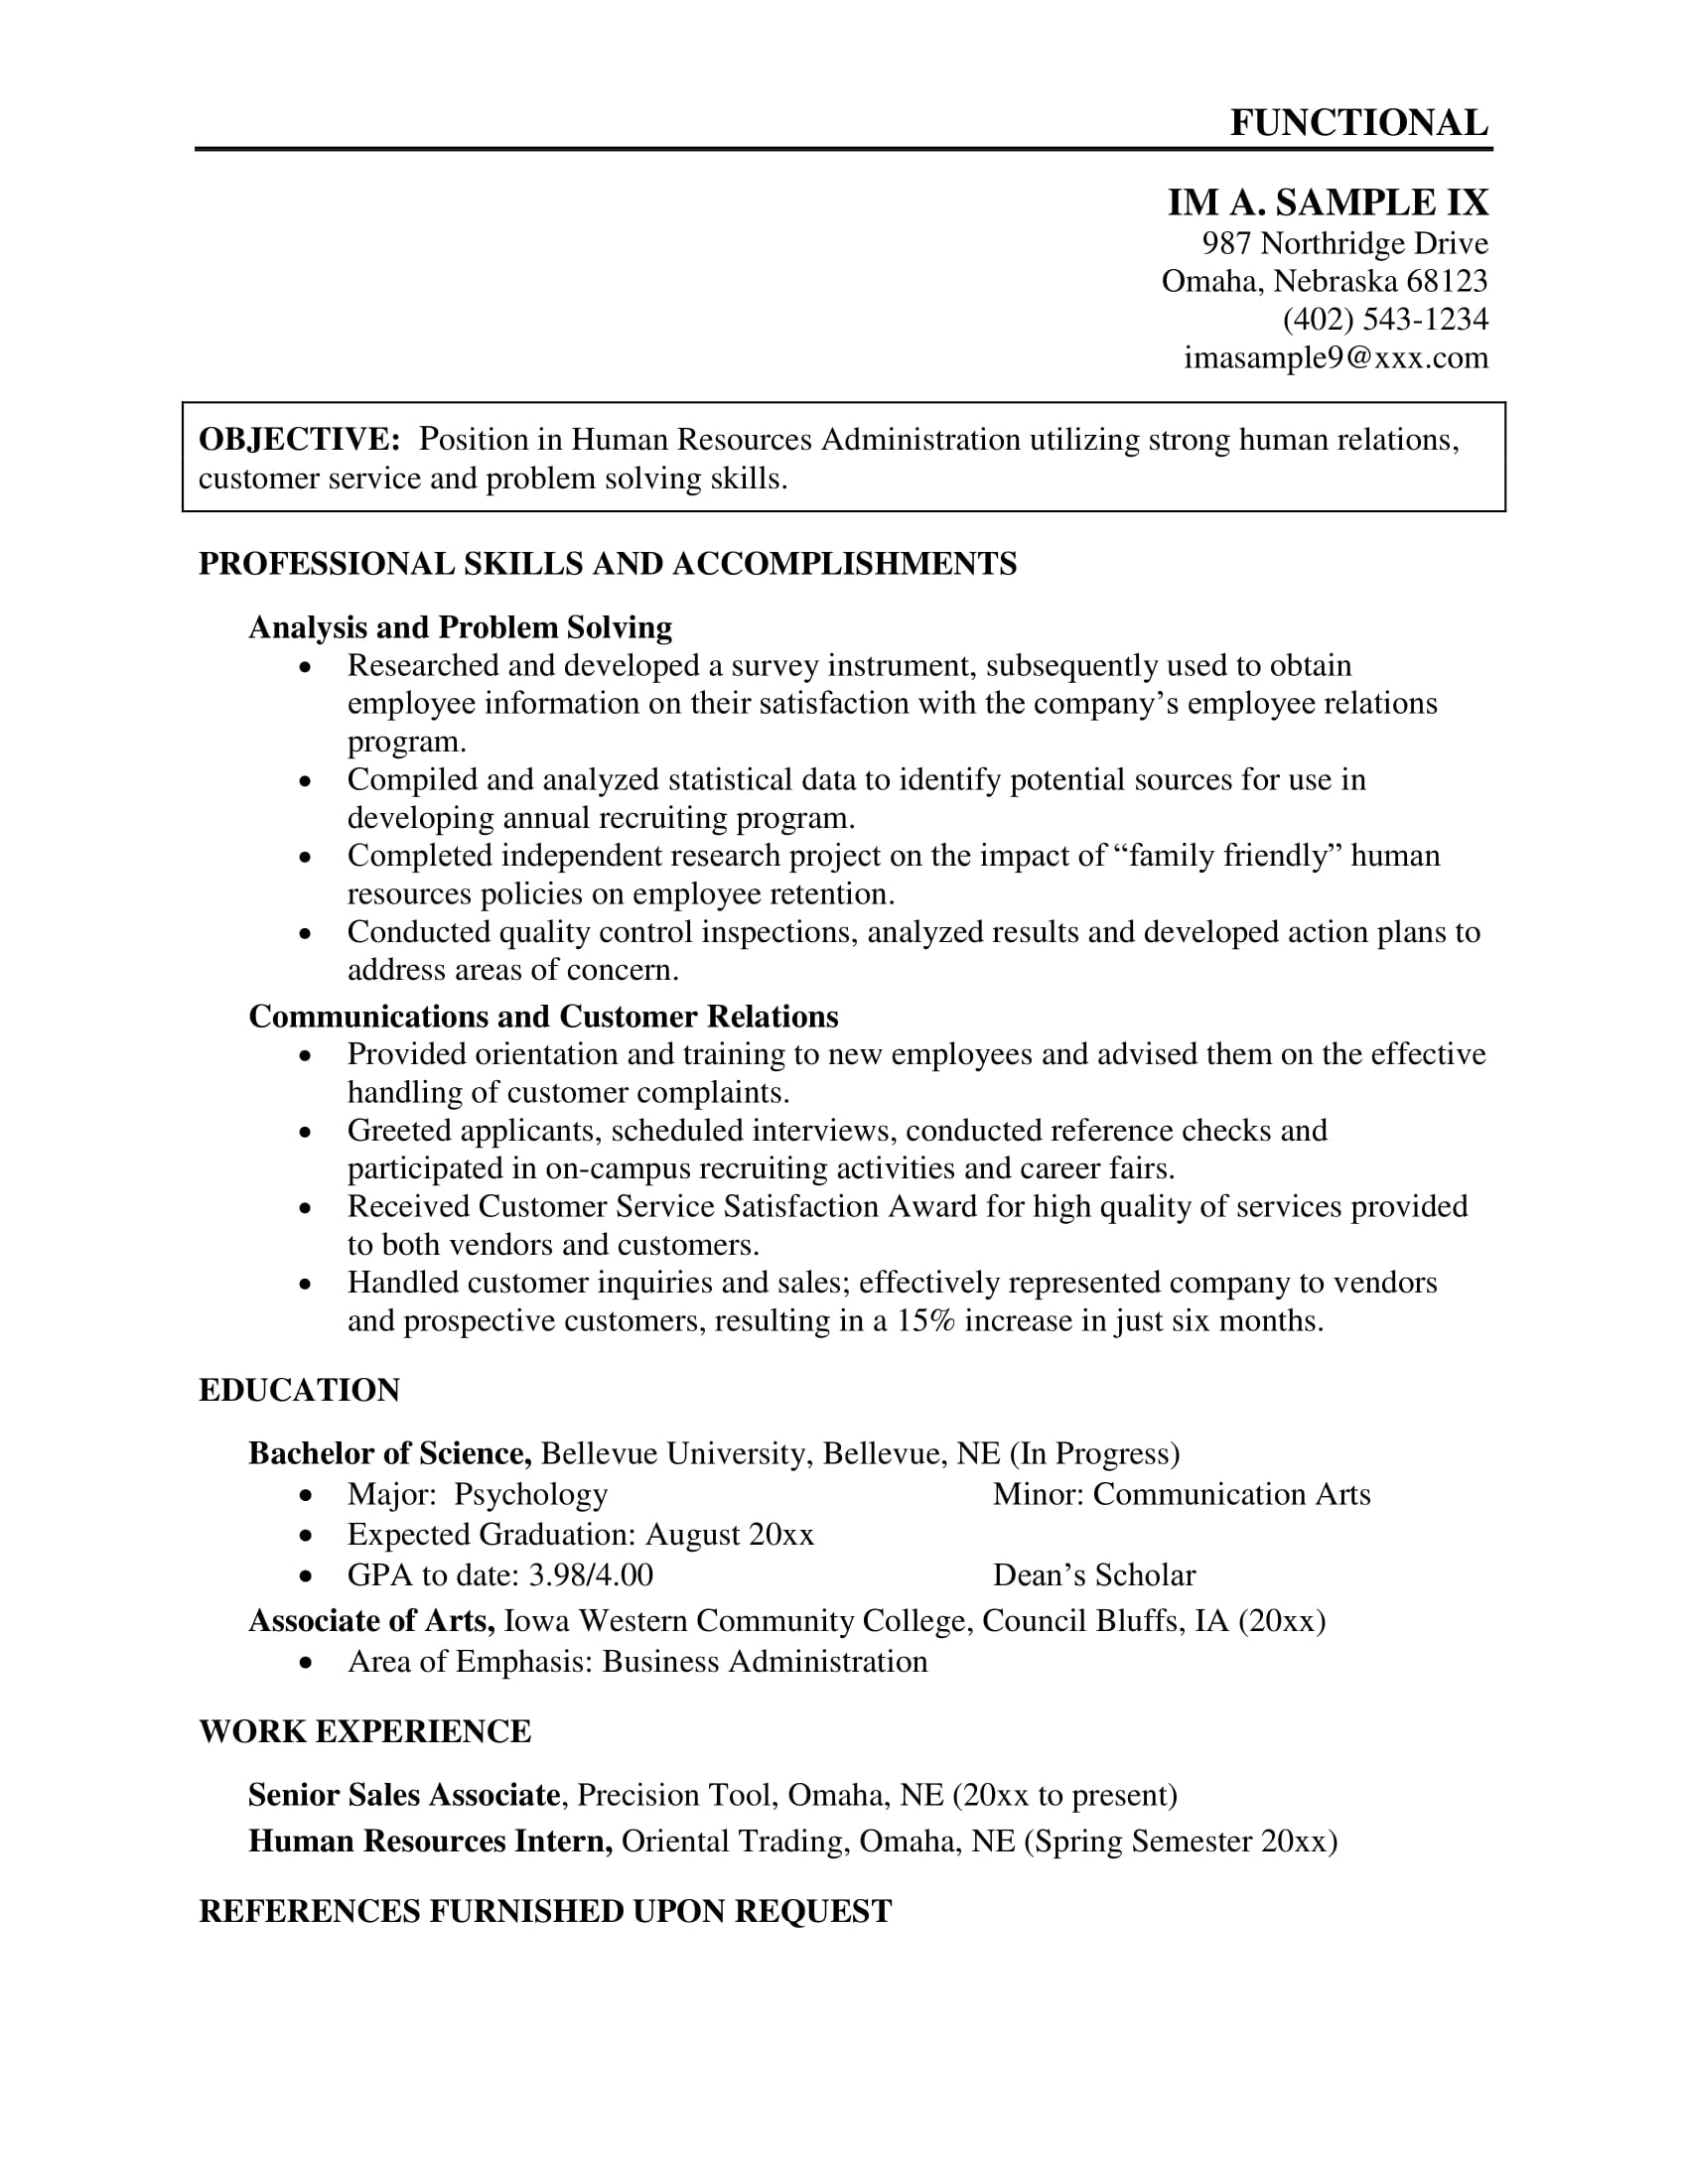 FUNCTIONAL
IM A. SAMPLE IX
987 Northridge Drive
Omaha, Nebraska 68123
(402) 543-1234
imasample9@xxx.com
OBJECTIVE:  Position in Human Resources Administration utilizing strong human relations,
customer service and problem solving skills.
PROFESSIONAL SKILLS AND ACCOMPLISHMENTS
Analysis and Problem Solving
• Researched and developed a survey instrument, subsequently used to obtain
employee information on their satisfaction with the company’s employee relations
program.
• Compiled and analyzed statistical data to identify potential sources for use in
developing annual recruiting program.
• Completed independent research project on the impact of “family friendly” human
resources policies on employee retention.
• Conducted quality control inspections, analyzed results and developed action plans to
address areas of concern.
Communications and Customer Relations
• Provided orientation and training to new employees and advised them on the effective
handling of customer complaints.
• Greeted applicants, scheduled interviews, conducted reference checks and
participated in on-campus recruiting activities and career fairs.
• Received Customer Service Satisfaction Award for high quality of services provided
to both vendors and customers.
• Handled customer inquiries and sales; effectively represented company to vendors
and prospective customers, resulting in a 15% increase in just six months.
EDUCATION
Bachelor of Science, Bellevue University, Bellevue, NE (In Progress)
• Major:  Psychology Minor: Communication Arts
• Expected Graduation: August 20xx
• GPA to date: 3.98/4.00 Dean’s Scholar
Associate of Arts, Iowa Western Community College, Council Bluffs, IA (20xx)
• Area of Emphasis: Business Administration
WORK EXPERIENCE
Senior Sales Associate, Precision Tool, Omaha, NE (20xx to present)
Human Resources Intern, Oriental Trading, Omaha, NE (Spring Semester 20xx)
REFERENCES FURNISHED UPON REQUEST